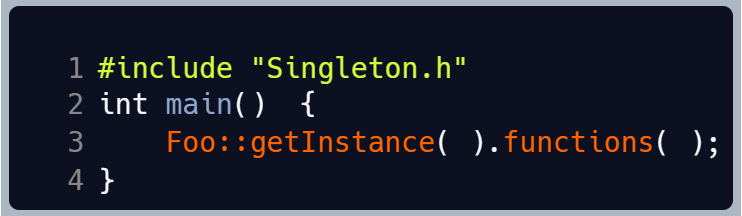 1 #include "Singleton.h"
2 int main()  {
3     Foo::getInstance( ).functions( );
4 }